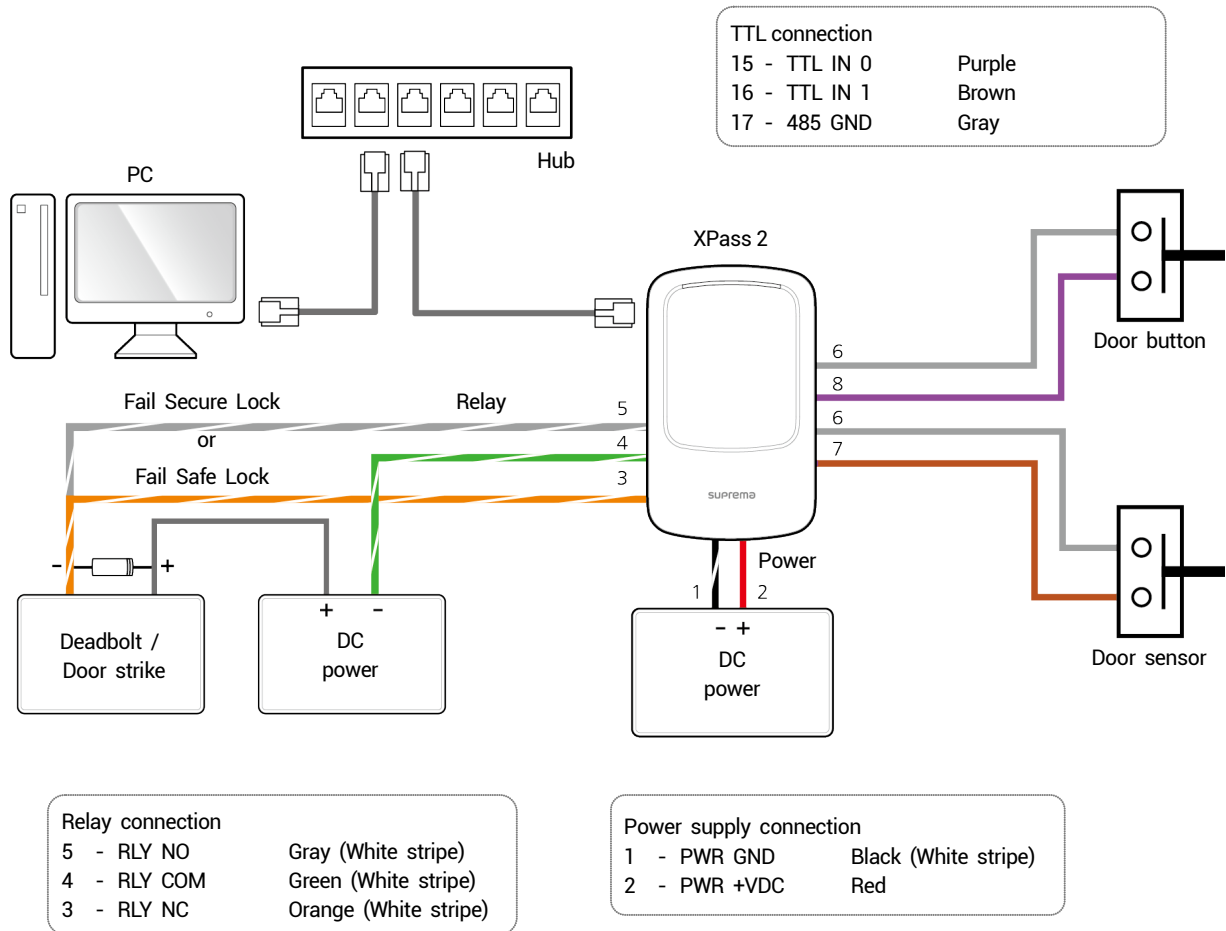 TTL connection
15 - TTL IN 0 Purple
16 - TTL IN 1 Brown
17 - 485 GND Gray
Hub
PC
XPass 2
Door button
6
8
6
7
Fail Secure Lock
or
Fail Safe Lock
Relay
5
4
3
suprema
Power
1 2
- +
DC
power
- +
Deadbolt /
Door strike
+ -
DC
power
Door sensor
Relay connection
5 - RLY NO Gray (White stripe)
4 - RLY COM Green (White stripe)
3 - RLY NC Orange (White stripe)
Power supply connection
1 - PWR GND Black (White stripe)
2 - PWR +VDC Red